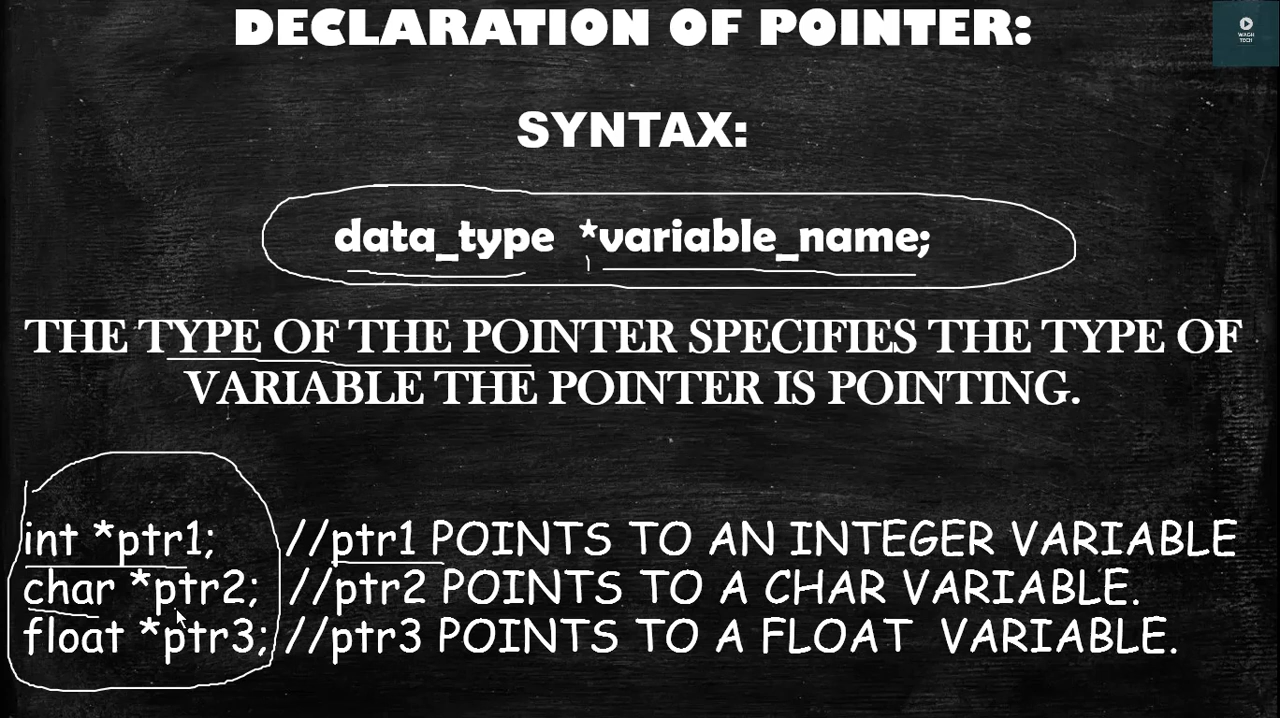 DECLARATION OF POINTER:
WAGH
TECH
SYNTAX:
data_type *variable_name;
THE TYPE OF THE POINTER SPECIFIES THE TYPE OF
VARIABLE THE POINTER IS POINTING.
int *ptr1; //ptr1 POINTS TO AN INTEGER VARIABLE
char *ptr2; //ptr2 POINTS TO A CHAR VARIABLE.
float *ptr3; //ptr3 POINTS TO A FLOAT VARIABLE.